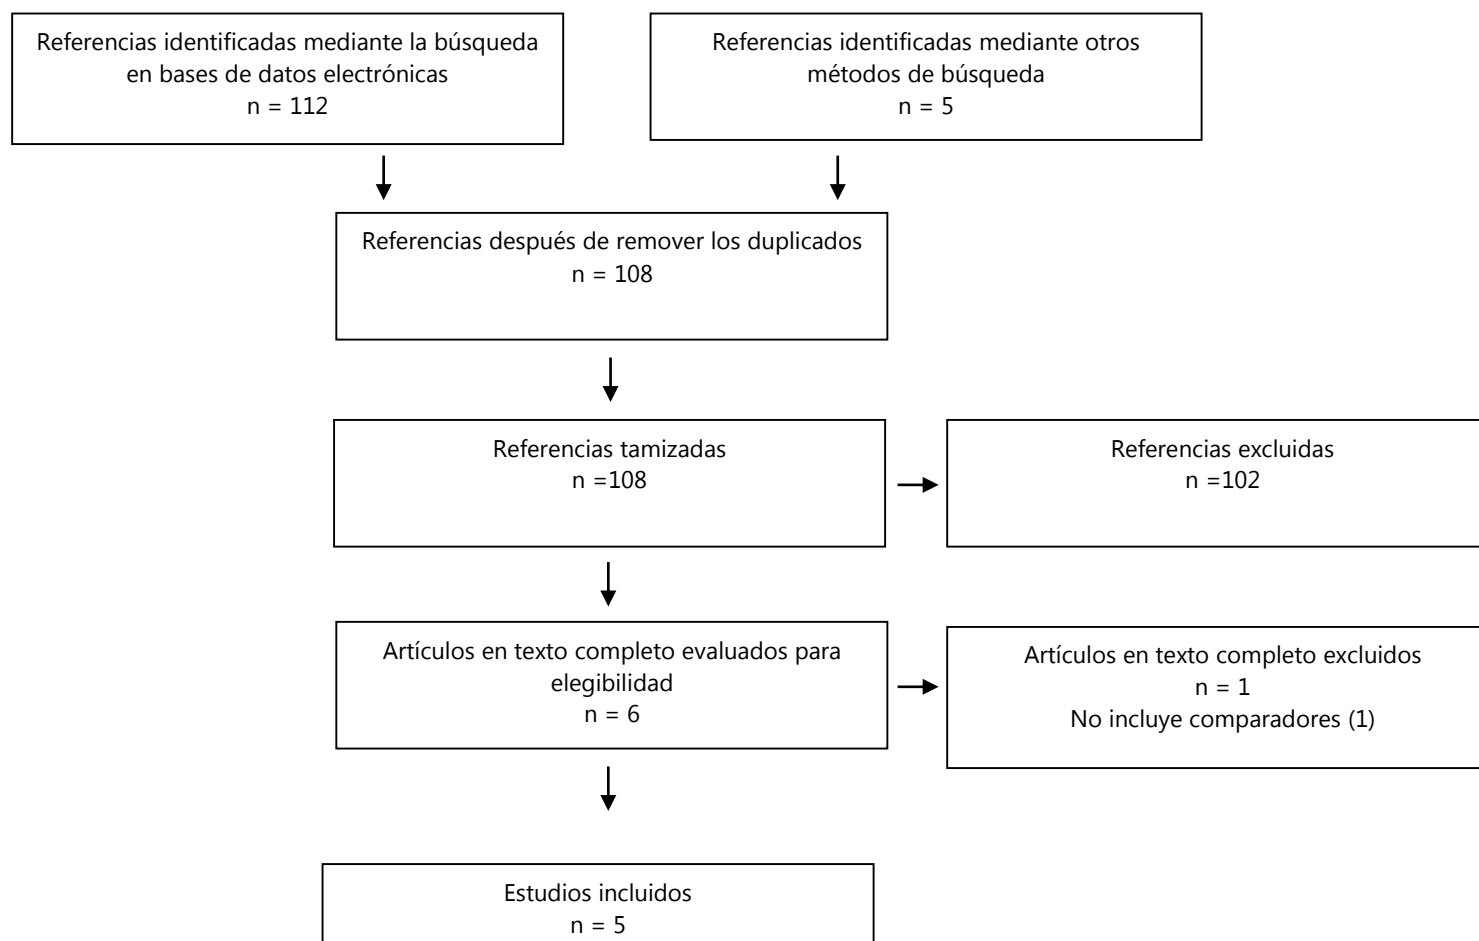 Referencias identificadas mediante la búsqueda
en bases de datos electrónicas
n = 112
Referencias identificadas mediante otros
métodos de búsqueda
n = 5
Referencias después de remover los duplicados
n = 108
Referencias tamizadas
n =108
Referencias excluidas
n =102
Artículos en texto completo evaluados para
elegibilidad
n = 6
Artículos en texto completo excluidos
n = 1
No incluye comparadores (1)
Estudios incluidos
n = 5